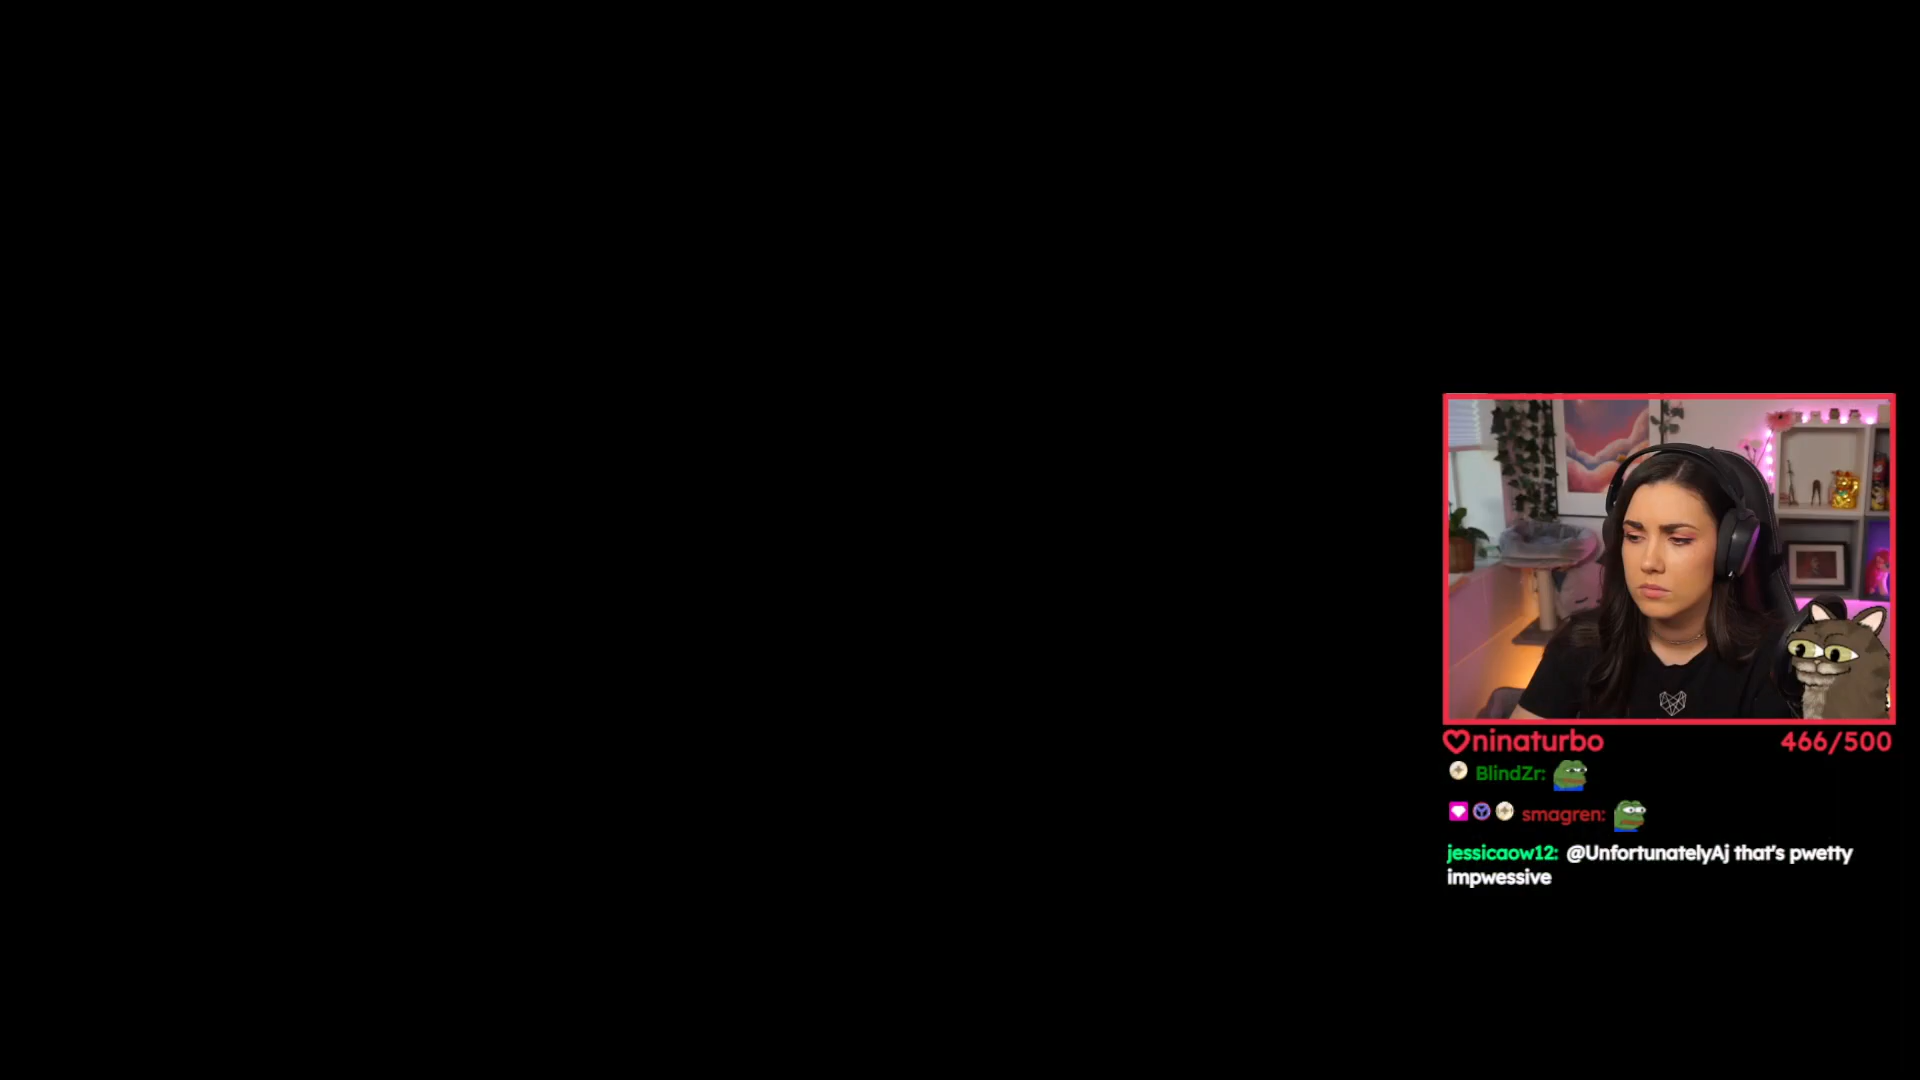 ninaturbo 466/500
BlindZr:
smagren:
jessicaow12: @UnfortunatelyAj that's pwetty
impwessive